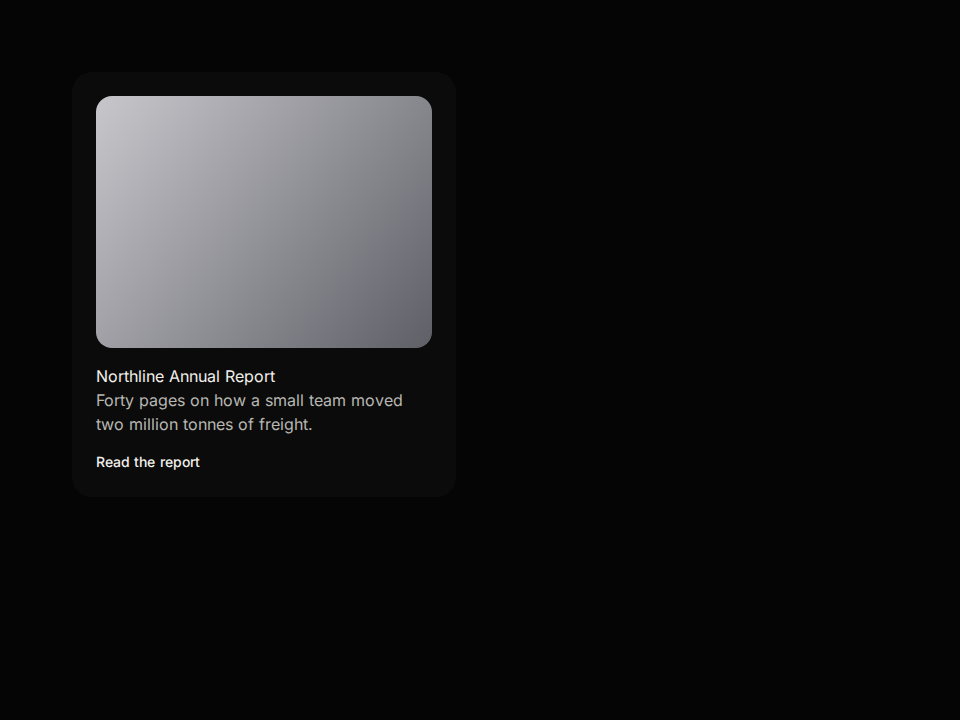 Northline Annual Report
Forty pages on how a small team moved
two million tonnes of freight.
Read the report